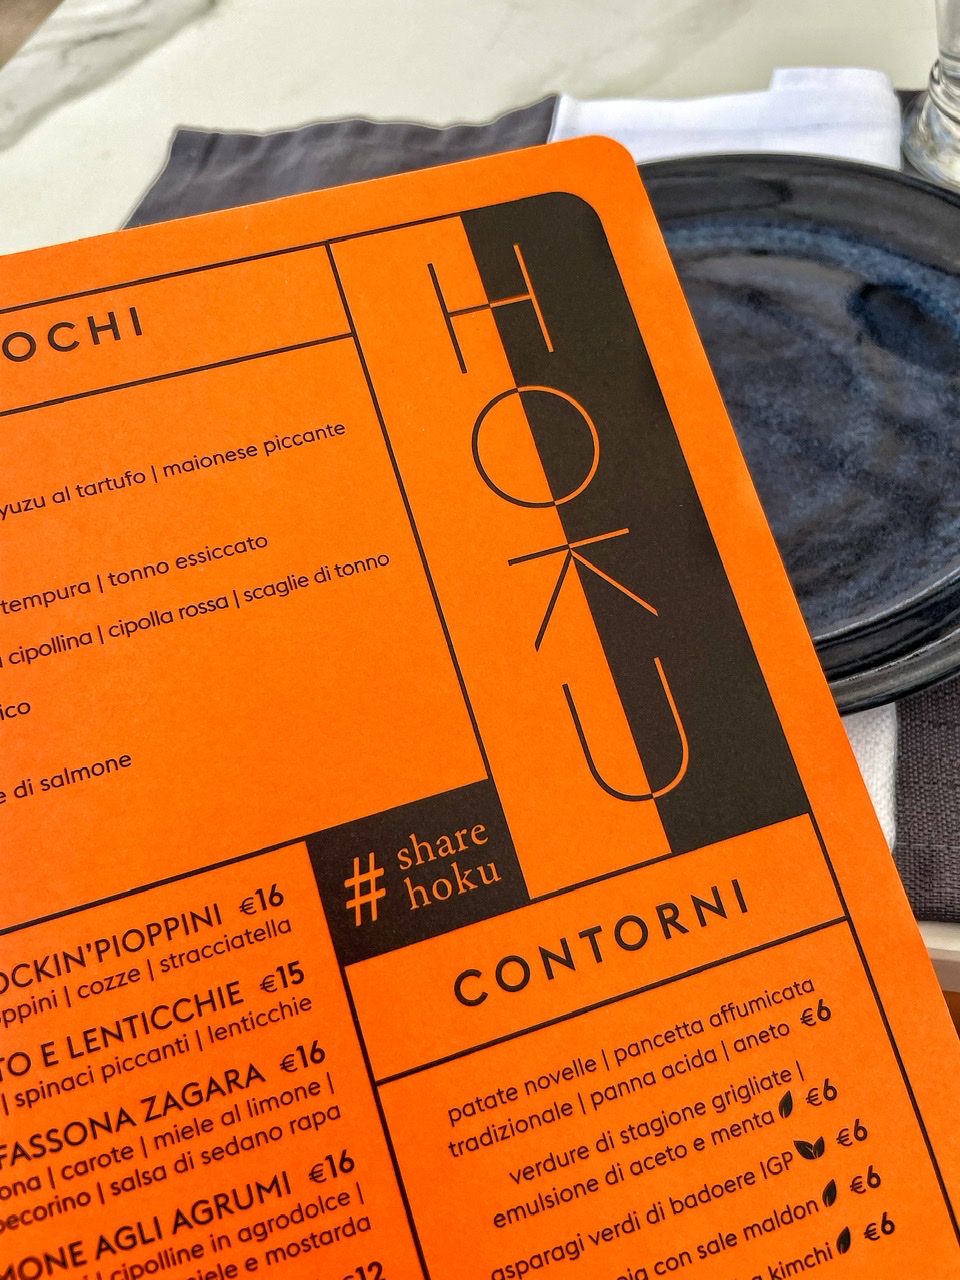 OCHI
yuzu al tartufo | maionese piccante
tempura | tonno essiccato
cipollina | cipolla rossa | scaglie di tonno
ico
e di salmone
HOKU
# share
hoku
OCKIN'PIOPPINI €16
oppini | cozze | stracciatella
TO E LENTICCHIE €15
| spinaci piccanti | lenticchie
FASSONA ZAGARA €16
ona | carote | miele al limone |
pecorino | salsa di sedano rapa
MONE AGLI AGRUMI €16
| cipolline in agrodolce |
miele e mostarda
€12
CONTORNI
patate novelle | pancetta affumicata
tradizionale | panna acida | aneto €6
verdure di stagione grigliate |
emulsione di aceto e menta €6
asparagi verdi di badoere IGP €6
con sale maldon €6
kimchi €6